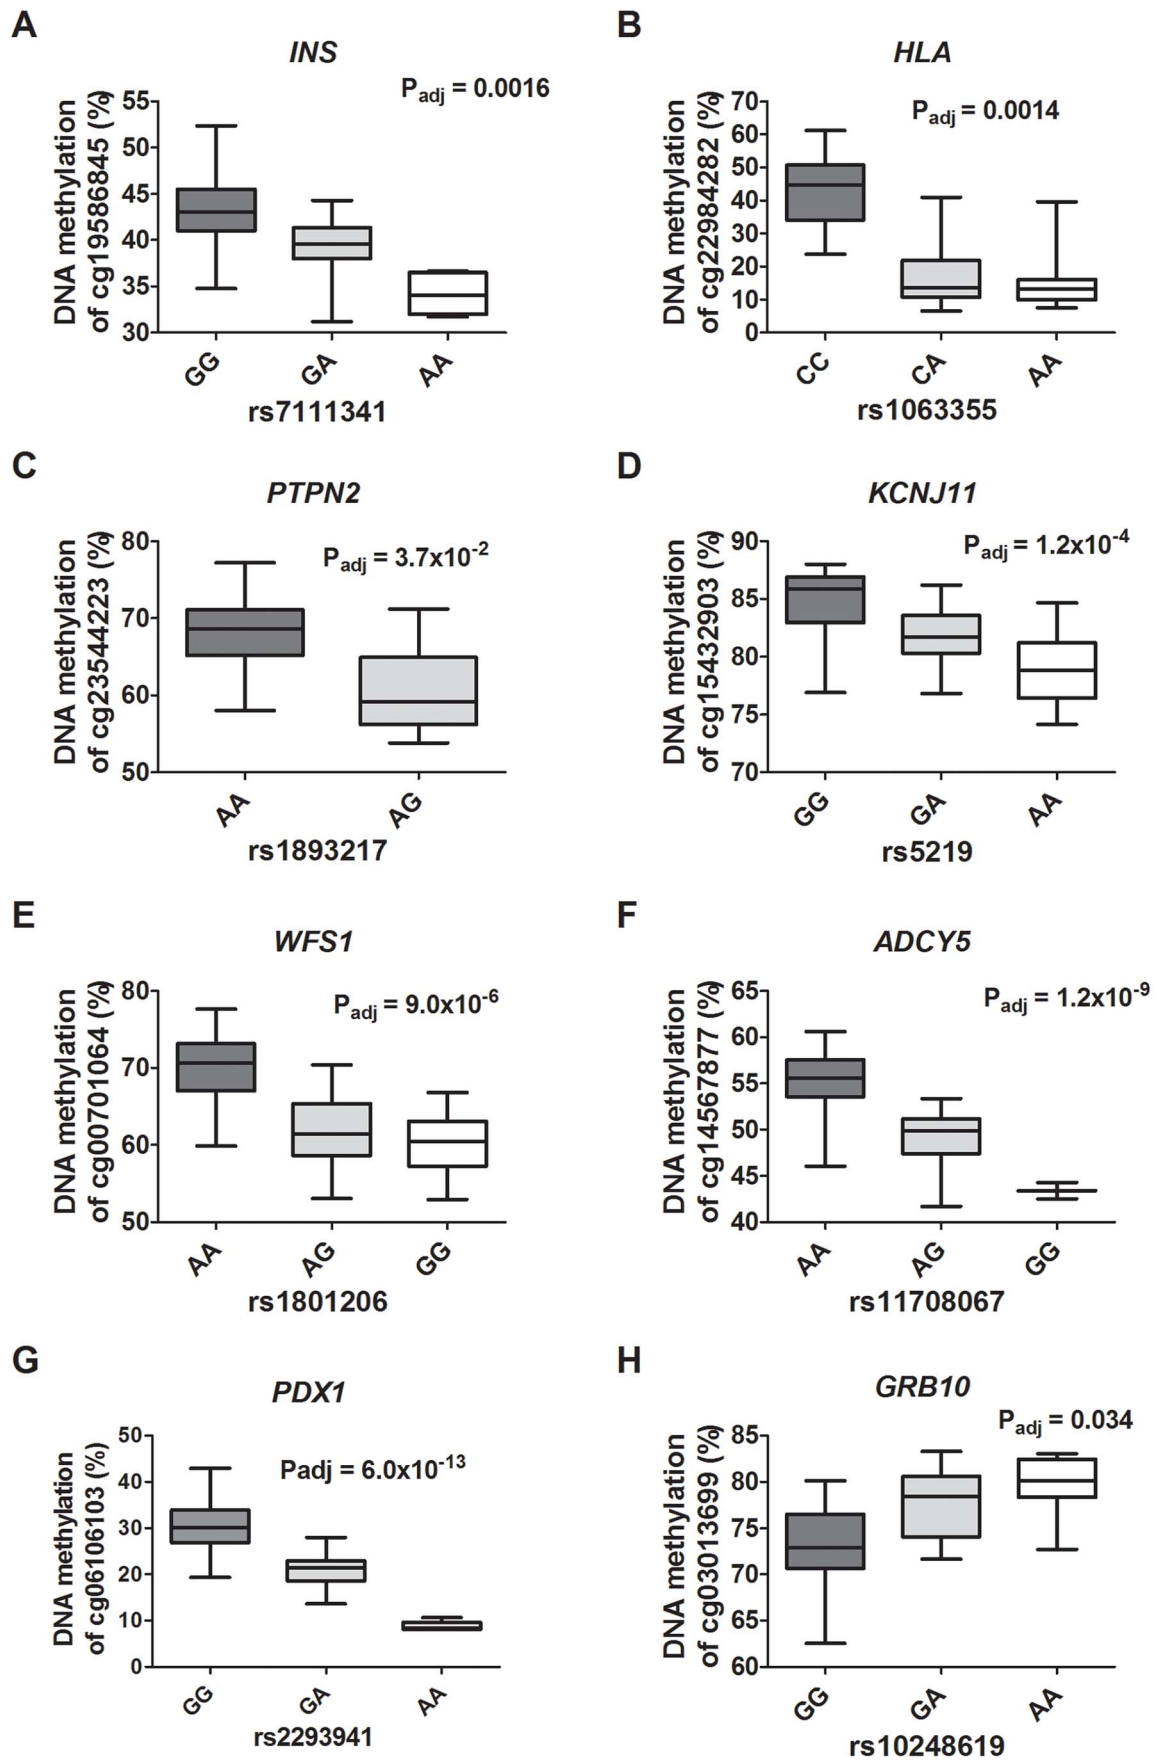 A
INS
P adj = 0.0016
DNA methylation
of cg19586845 (%)
55
50
45
40
35
30
GG GA AA
rs7111341
B
HLA
P adj = 0.0014
DNA methylation
of cg22984282 (%)
70
60
50
40
30
20
10
0
CC CA AA
rs1063355
C
PTPN2
P adj = 3.7x10-2
DNA methylation
of cg23544223 (%)
80
70
60
50
AA AG
rs1893217
D
KCNJ11
P adj = 1.2x10-4
DNA methylation
of cg15432903 (%)
90
85
80
75
70
GG GA AA
rs5219
E
WFS1
P adj = 9.0x10-6
DNA methylation
of cg00701064 (%)
80
70
60
50
AA AG GG
rs1801206
F
ADCY5
P adj = 1.2x10-9
DNA methylation
of cg14567877 (%)
65
60
55
50
45
40
AA AG GG
rs11708067
G
PDX1
Padj = 6.0x10-13
DNA methylation
of cg06106103 (%)
50
40
30
20
10
0
GG GA AA
rs2293941
H
GRB10
P adj = 0.034
DNA methylation
of cg03013699 (%)
85
80
75
70
65
60
GG GA AA
rs10248619